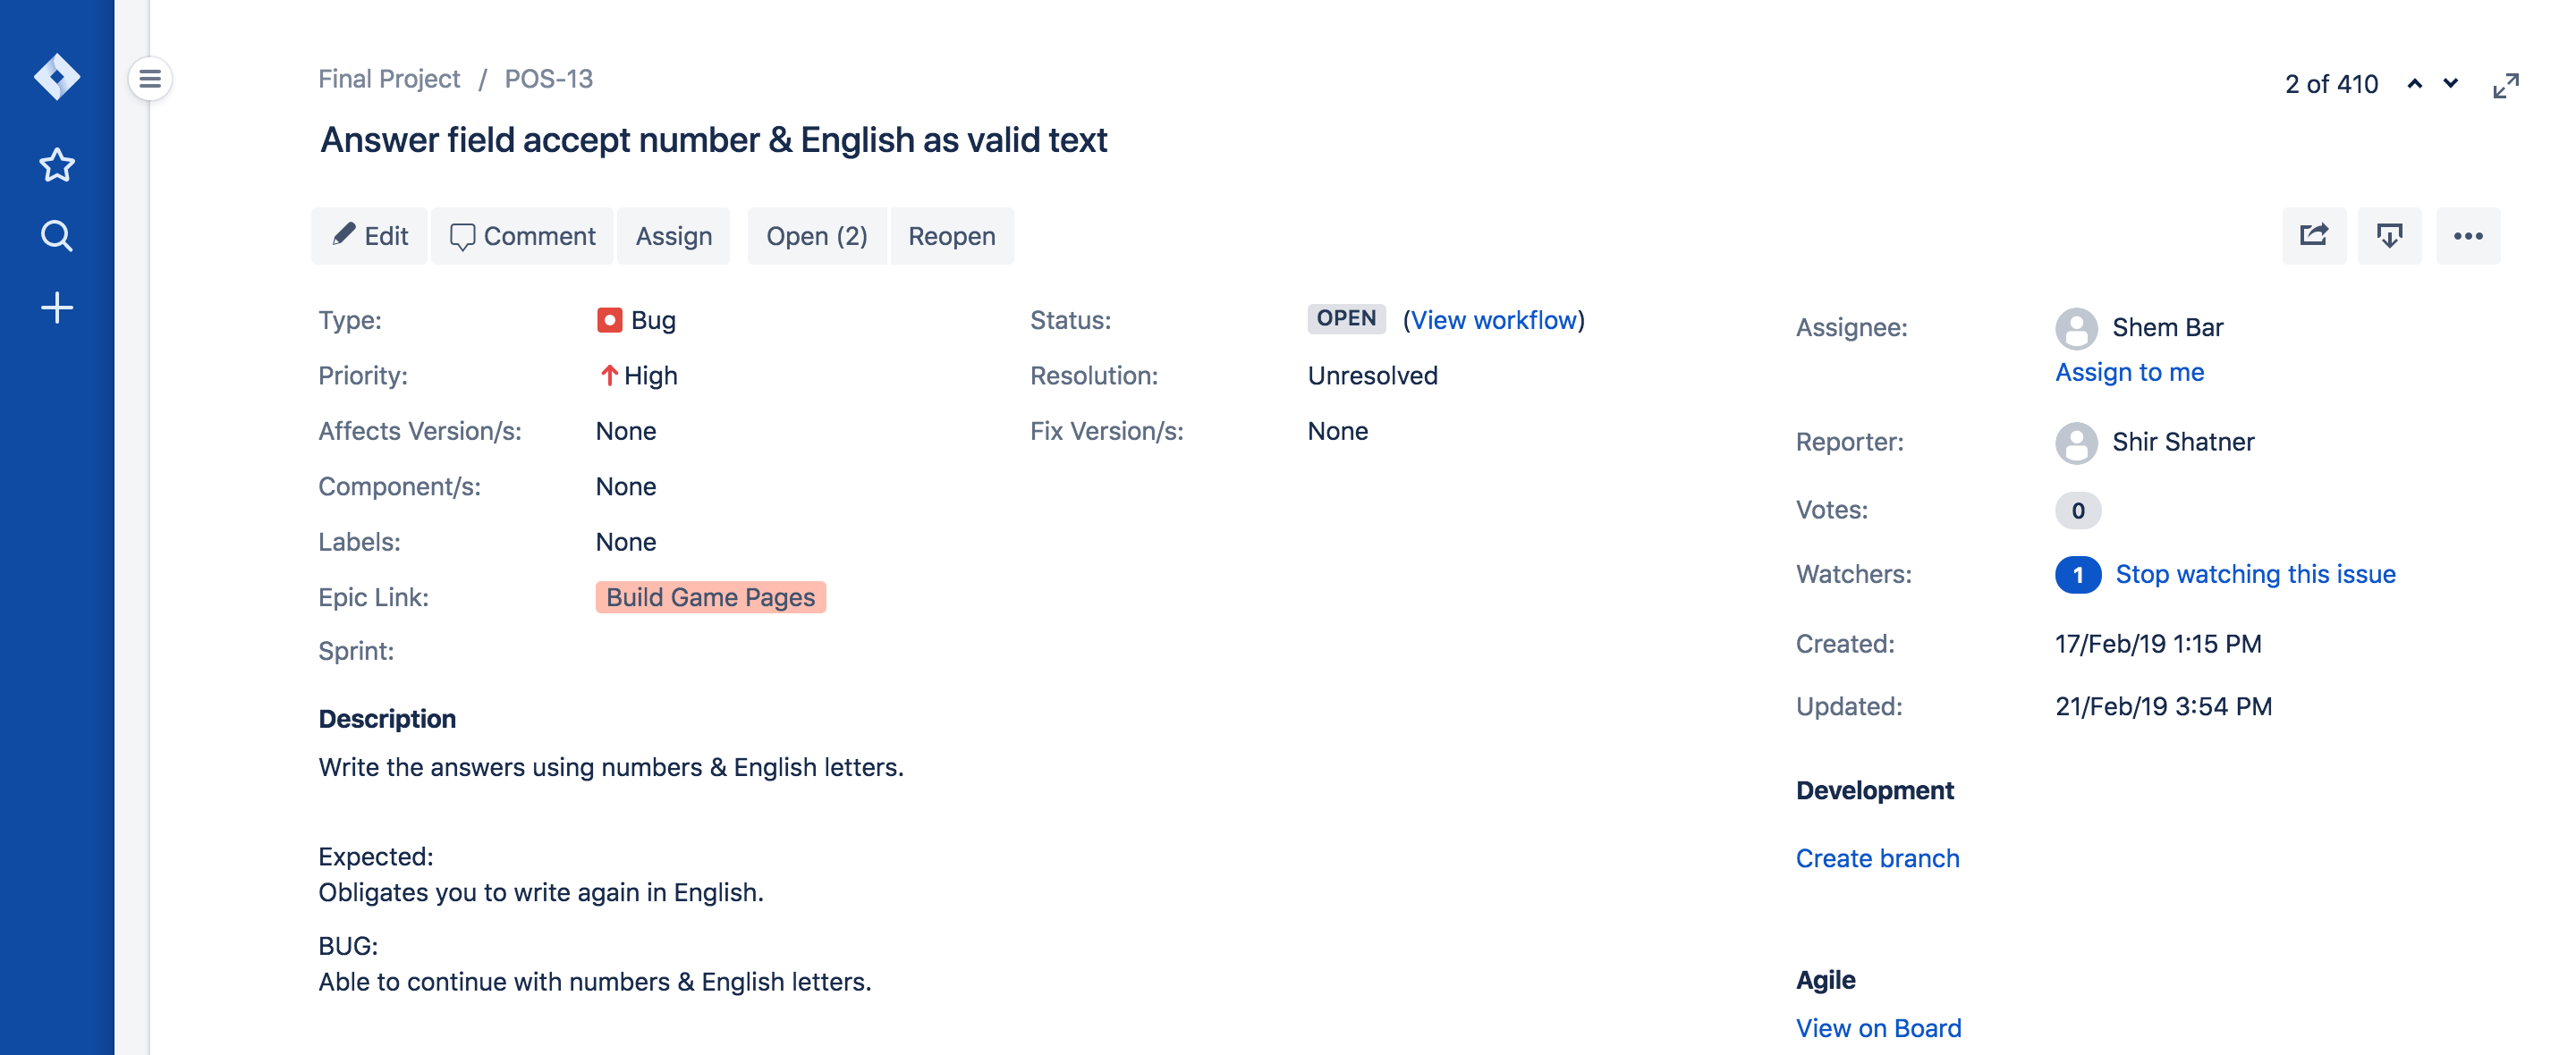 Final Project / POS-13
2 of 410
Answer field accept number & English as valid text
Edit
Comment
Assign
Open (2)
Reopen
Type:
Bug
Priority:
High
Affects Version/s:
None
Component/s:
None
Labels:
None
Epic Link:
Build Game Pages
Sprint:
Status:
OPEN (View workflow)
Resolution:
Unresolved
Fix Version/s:
None
Assignee:
Shem Bar
Assign to me
Reporter:
Shir Shatner
Votes:
0
Watchers:
1 Stop watching this issue
Created:
17/Feb/19 1:15 PM
Updated:
21/Feb/19 3:54 PM
Description
Write the answers using numbers & English letters.
Expected:
Obligates you to write again in English.
BUG:
Able to continue with numbers & English letters.
Development
Create branch
Agile
View on Board